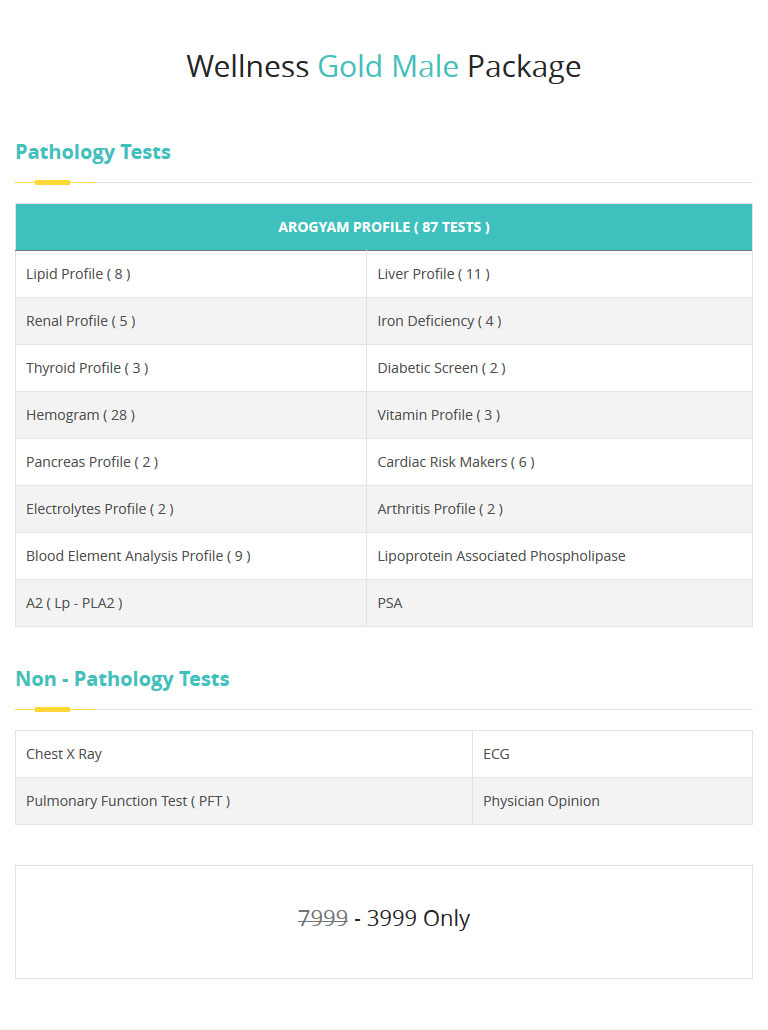 Wellness Gold Male Package
Pathology Tests
AROGYAM PROFILE ( 87 TESTS )
Lipid Profile ( 8 ) Liver Profile ( 11 )
Renal Profile ( 5 ) Iron Deficiency ( 4 )
Thyroid Profile ( 3 ) Diabetic Screen ( 2 )
Hemogram ( 28 ) Vitamin Profile ( 3 )
Pancreas Profile ( 2 ) Cardiac Risk Makers ( 6 )
Electrolytes Profile ( 2 ) Arthritis Profile ( 2 )
Blood Element Analysis Profile ( 9 ) Lipoprotein Associated Phospholipase
A2 ( Lp - PLA2 ) PSA
Non - Pathology Tests
Chest X Ray ECG
Pulmonary Function Test ( PFT ) Physician Opinion
7999 - 3999 Only